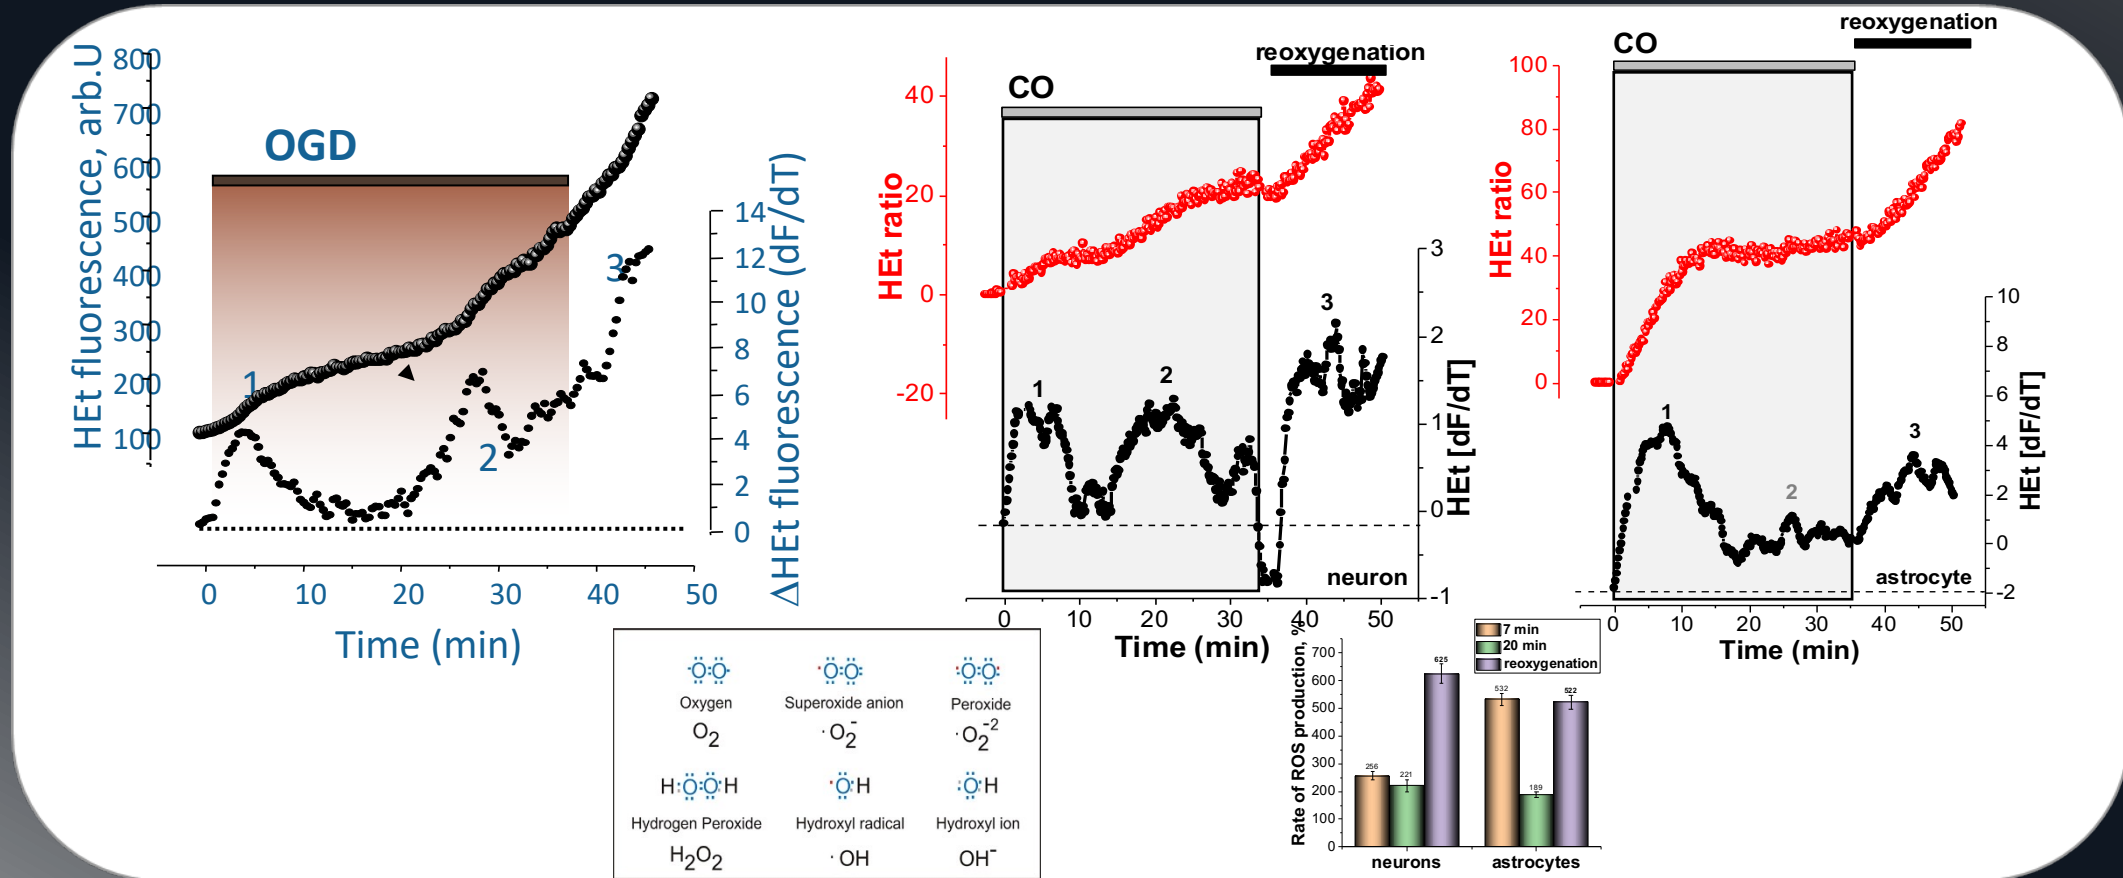 HEt fluorescence, arb.U
800
700
600
500
400
300
200
100
OGD
1
2
3
14
12
10
8
6
4
2
0
ΔHEt fluorescence (dF/dT)
0 10 20 30 40 50
Time (min)
reoxygenation
CO
HEt ratio
40
20
0
-20
1
2
3
3
2
1
0
-1
HEt [dF/dT]
neuron
0 10 20 30 40 50
Time (min)
reoxygenation
CO
HEt ratio
100
80
60
40
20
0
1
2
3
10
8
6
4
2
0
-2
HEt [dF/dT]
astrocyte
0 10 20 30 40 50
Time (min)
Oxygen Superoxide anion Peroxide
O₂ ·O₂⁻ ·O₂⁻²
H:O:O:H ·O:H :O:H
Hydrogen Peroxide Hydroxyl radical Hydroxyl ion
H₂O₂ ·OH OH⁻
Rate of ROS production, %
700
600
500
400
300
200
100
0
7 min
20 min
reoxygenation
256 221 625 532 189 522
neurons astrocytes